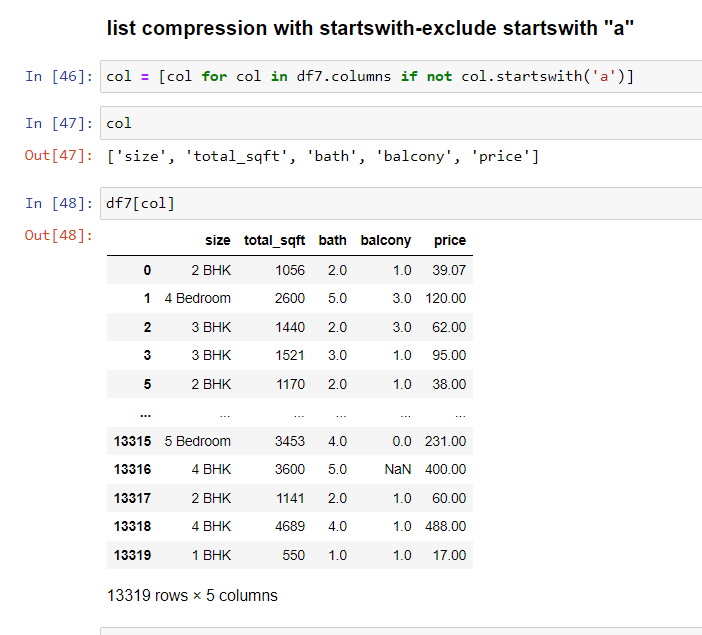 list compression with startswith-exclude startswith "a"
In [46]: col = [col for col in df7.columns if not col.startswith('a')]
In [47]: col
Out[47]: ['size', 'total_sqft', 'bath', 'balcony', 'price']
In [48]: df7[col]
Out[48]:
size total_sqft bath balcony price
0 2 BHK 1056 2.0 1.0 39.07
1 4 Bedroom 2600 5.0 3.0 120.00
2 3 BHK 1440 2.0 3.0 62.00
3 3 BHK 1521 3.0 1.0 95.00
5 2 BHK 1170 2.0 1.0 38.00
... ... ... ... ... ...
13315 5 Bedroom 3453 4.0 0.0 231.00
13316 4 BHK 3600 5.0 NaN 400.00
13317 2 BHK 1141 2.0 1.0 60.00
13318 4 BHK 4689 4.0 1.0 488.00
13319 1 BHK 550 1.0 1.0 17.00
13319 rows × 5 columns